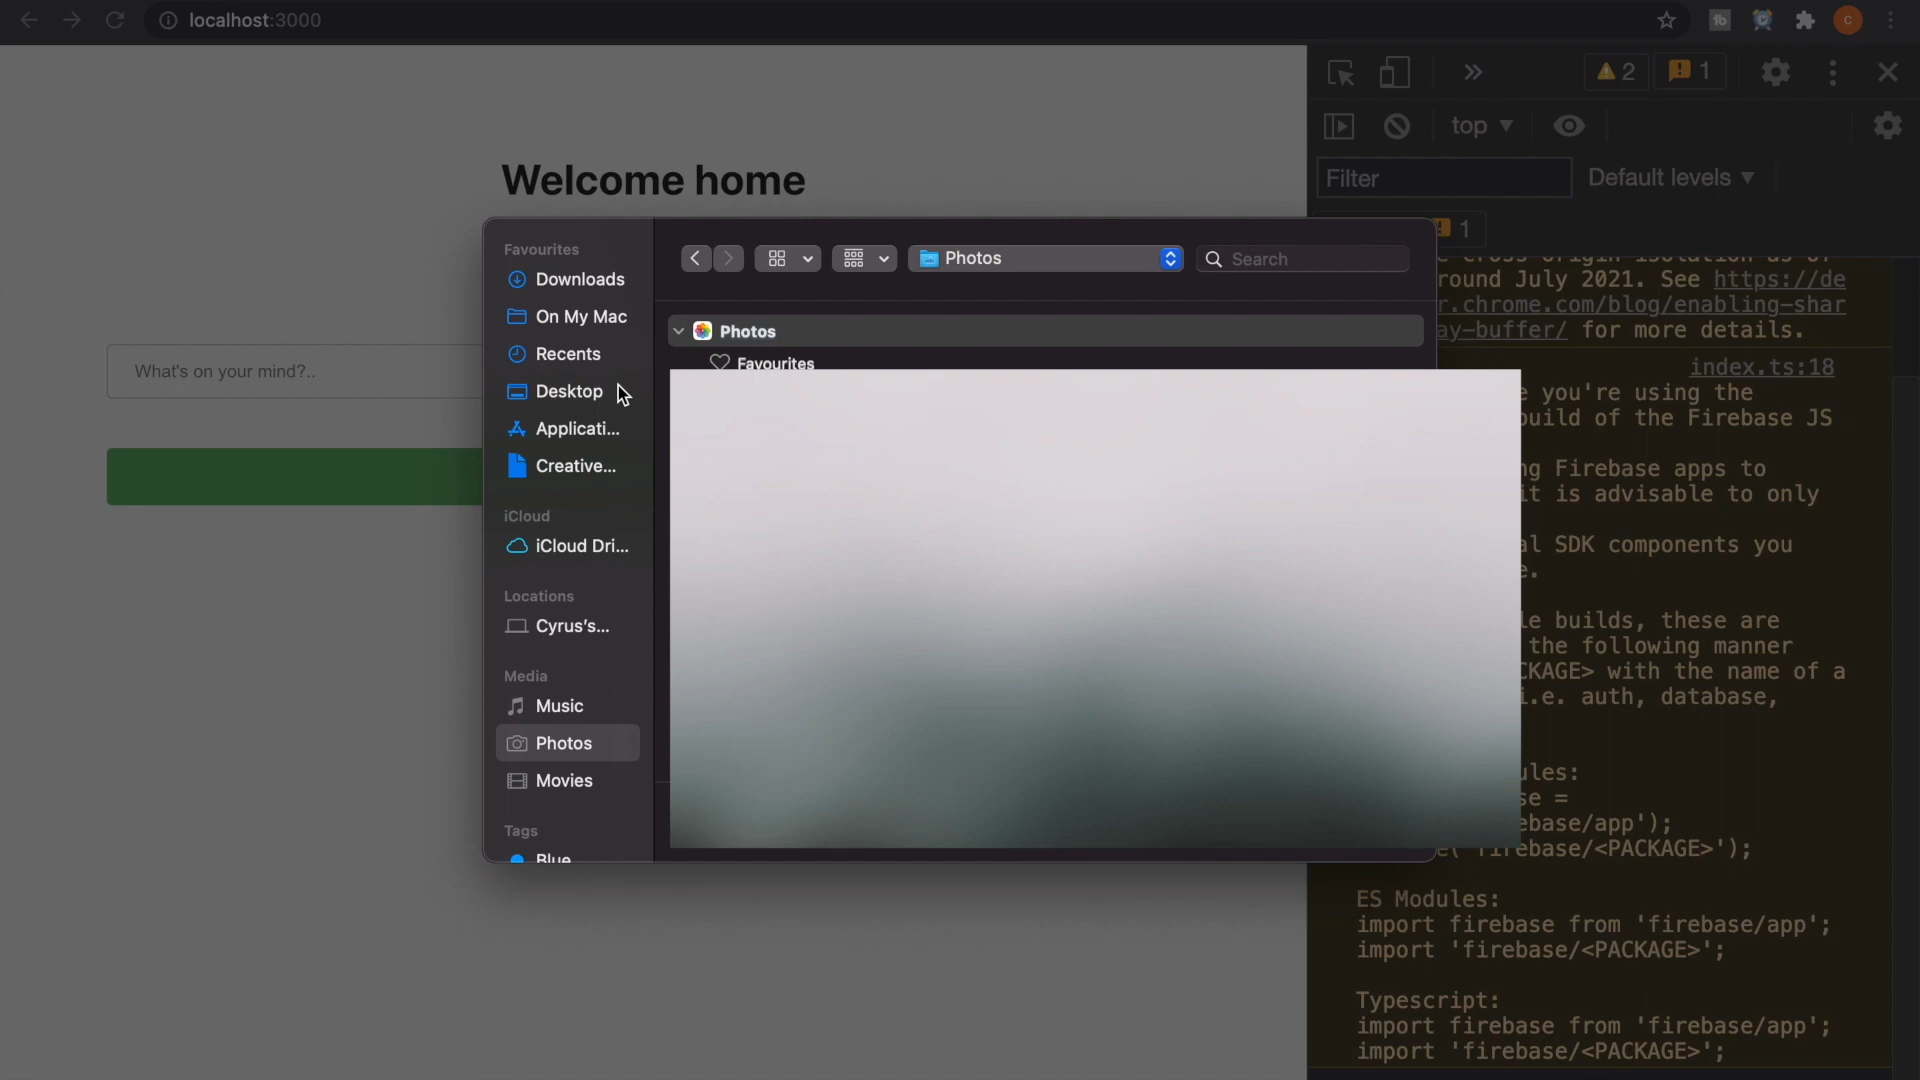 localhost:3000
2
1
top
Filter
Default levels
1
Welcome home
What's on your mind?..
Favourites
Downloads
On My Mac
Recents
Desktop
Applicati...
Creative...
iCloud
iCloud Dri...
Locations
Cyrus's...
Media
Music
Photos
Movies
Tags
Blue
Photos
Search
Photos
Favourites
round July 2021. See https://de
r.chrome.com/blog/enabling-shar
ay-buffer/ for more details.
index.ts:18
e you're using the
build of the Firebase JS
ng Firebase apps to
it is advisable to only
al SDK components you
e.
le builds, these are
the following manner
CKAGE> with the name of a
i.e. auth, database,
ules:
se =
ebase/app');
e('firebase/<PACKAGE>');
ES Modules:
import firebase from 'firebase/app';
import 'firebase/<PACKAGE>';
Typescript:
import firebase from 'firebase/app';
import 'firebase/<PACKAGE>';